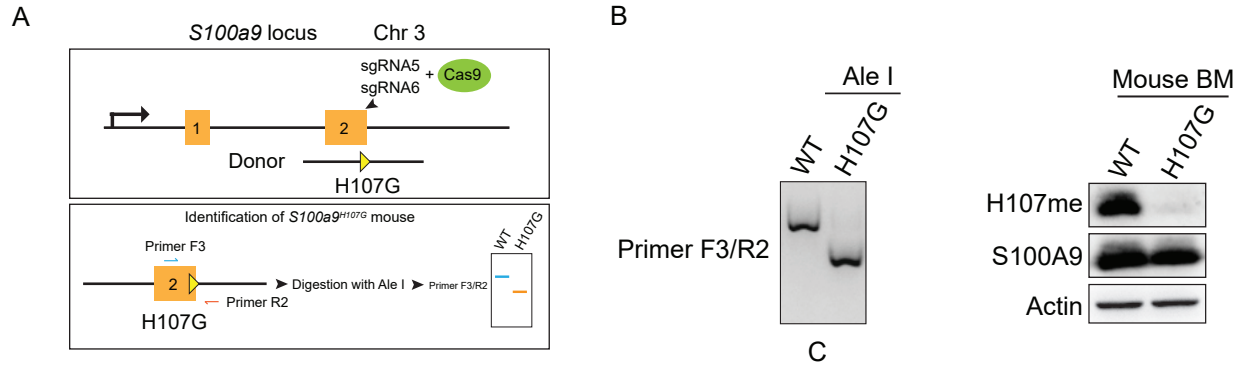 A
S100a9 locus Chr 3
sgRNA5
sgRNA6
+
Cas9
1
2
Donor
H107G
Identification of S100a9H107G mouse
Primer F3
2
Primer R2
H107G
Digestion with Ale I
Primer F3/R2
WT
H107G
B
Ale I
WT
H107G
Primer F3/R2
C
Mouse BM
WT
H107G
H107me
S100A9
Actin